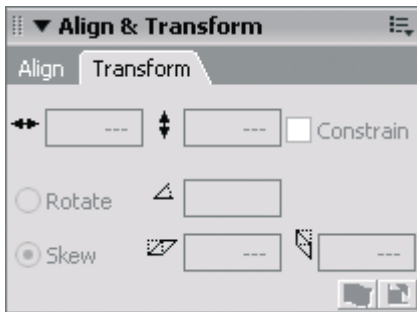 Align & Transform
Align Transform
--- --- Constrain
Rotate
Skew --- ---